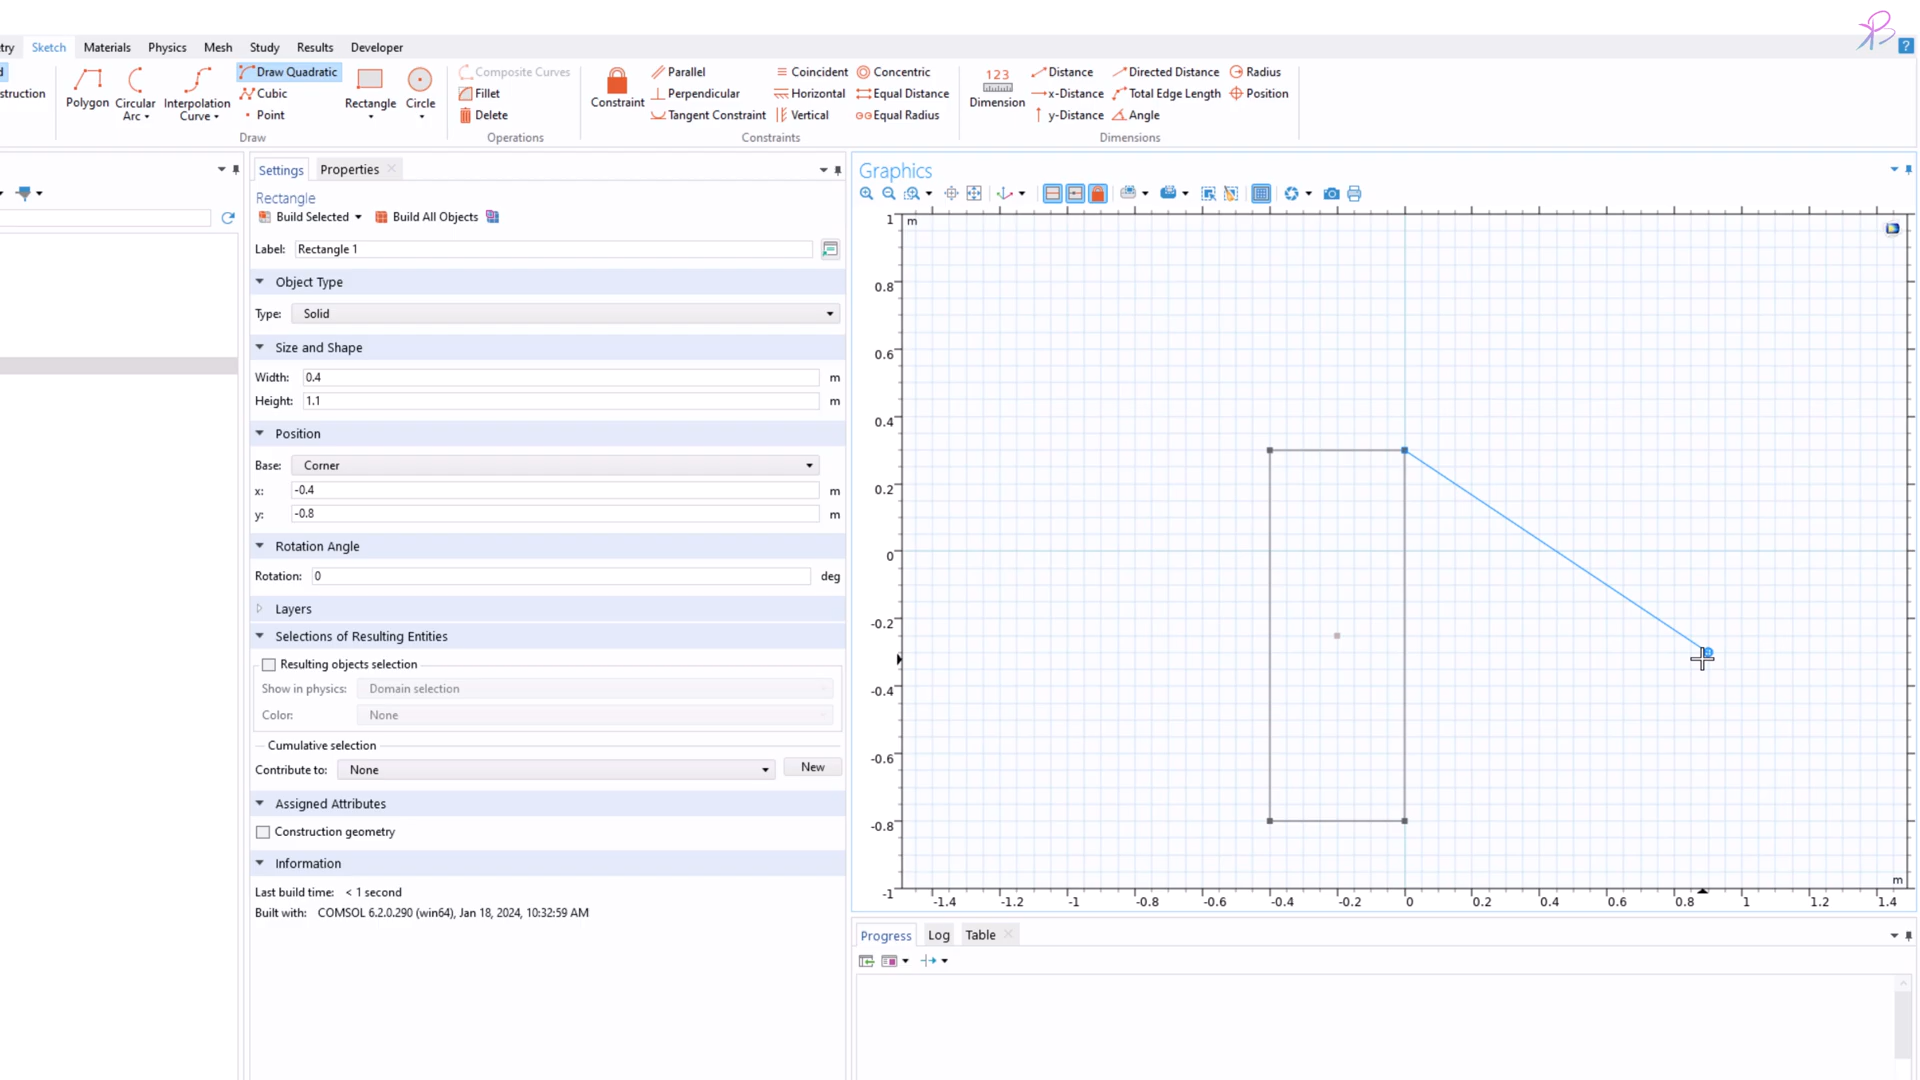 try Sketch Materials Physics Mesh Study Results Developer
struction
Polygon
Circular Arc
Interpolation Curve
Draw Quadratic
Cubic
Point
Rectangle
Circle
Draw
Composite Curves
Fillet
Delete
Operations
Constraint
Parallel
Perpendicular
Tangent Constraint
Coincident
Horizontal
Vertical
Concentric
Equal Distance
Equal Radius
Constraints
123
Dimension
Distance
x-Distance
y-Distance
Directed Distance
Total Edge Length
Angle
Radius
Position
Dimensions
Settings Properties
Rectangle
Build Selected Build All Objects
Label: Rectangle 1
Object Type
Type: Solid
Size and Shape
Width: 0.4 m
Height: 1.1 m
Position
Base: Corner
x: -0.4 m
y: -0.8 m
Rotation Angle
Rotation: 0 deg
Layers
Selections of Resulting Entities
Resulting objects selection
Show in physics: Domain selection
Color: None
Cumulative selection
Contribute to: None New
Assigned Attributes
Construction geometry
Information
Last build time: < 1 second
Built with: COMSOL 6.2.0.290 (win64), Jan 18, 2024, 10:32:59 AM
Graphics
1 m
0.8
0.6
0.4
0.2
0
-0.2
-0.4
-0.6
-0.8
-1 m
-1.4 -1.2 -1 -0.8 -0.6 -0.4 -0.2 0 0.2 0.4 0.6 0.8 1 1.2 1.4
Progress Log Table